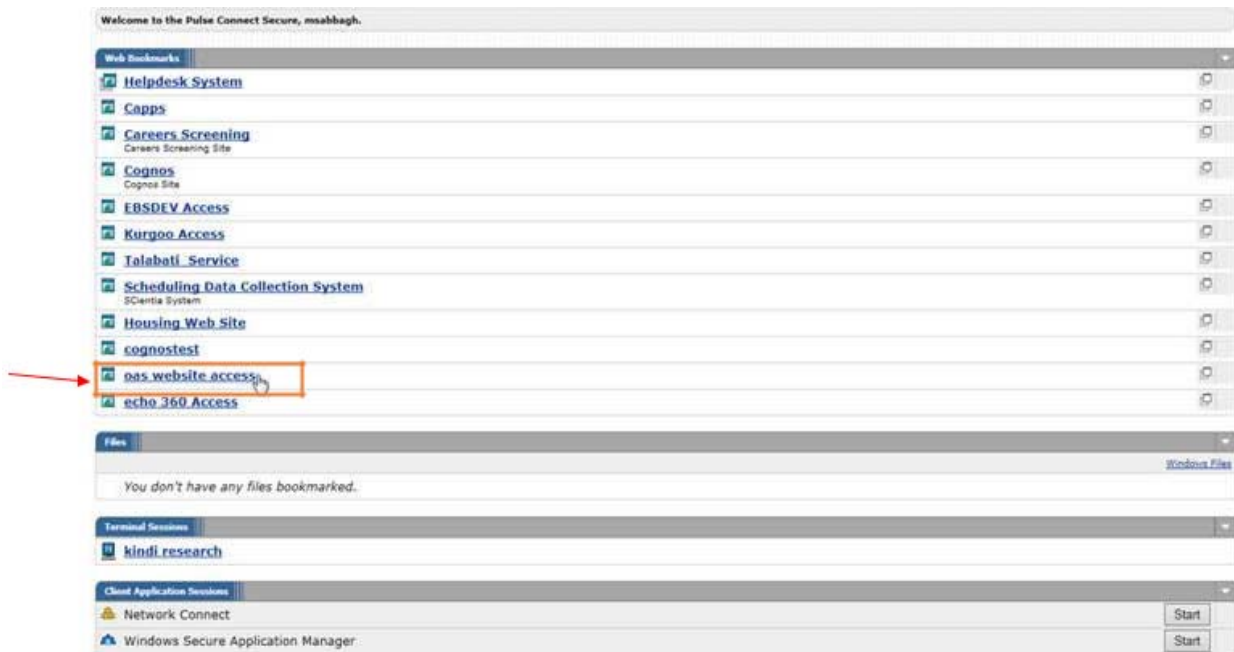 Welcome to the Pulse Connect Secure, msabbagh.
Web Bookmarks
Helpdesk System
Capps
Careers Screening
Careers Screening Site
Cognos
Cognos Site
EBSDEV Access
Kurgoo Access
Talabati Service
Scheduling Data Collection System
SCientia System
Housing Web Site
cognostest
oas website access
echo 360 Access
Files
Windows Files
You don't have any files bookmarked.
Terminal Sessions
kindi research
Client Application Sessions
Network Connect
Start
Windows Secure Application Manager
Start